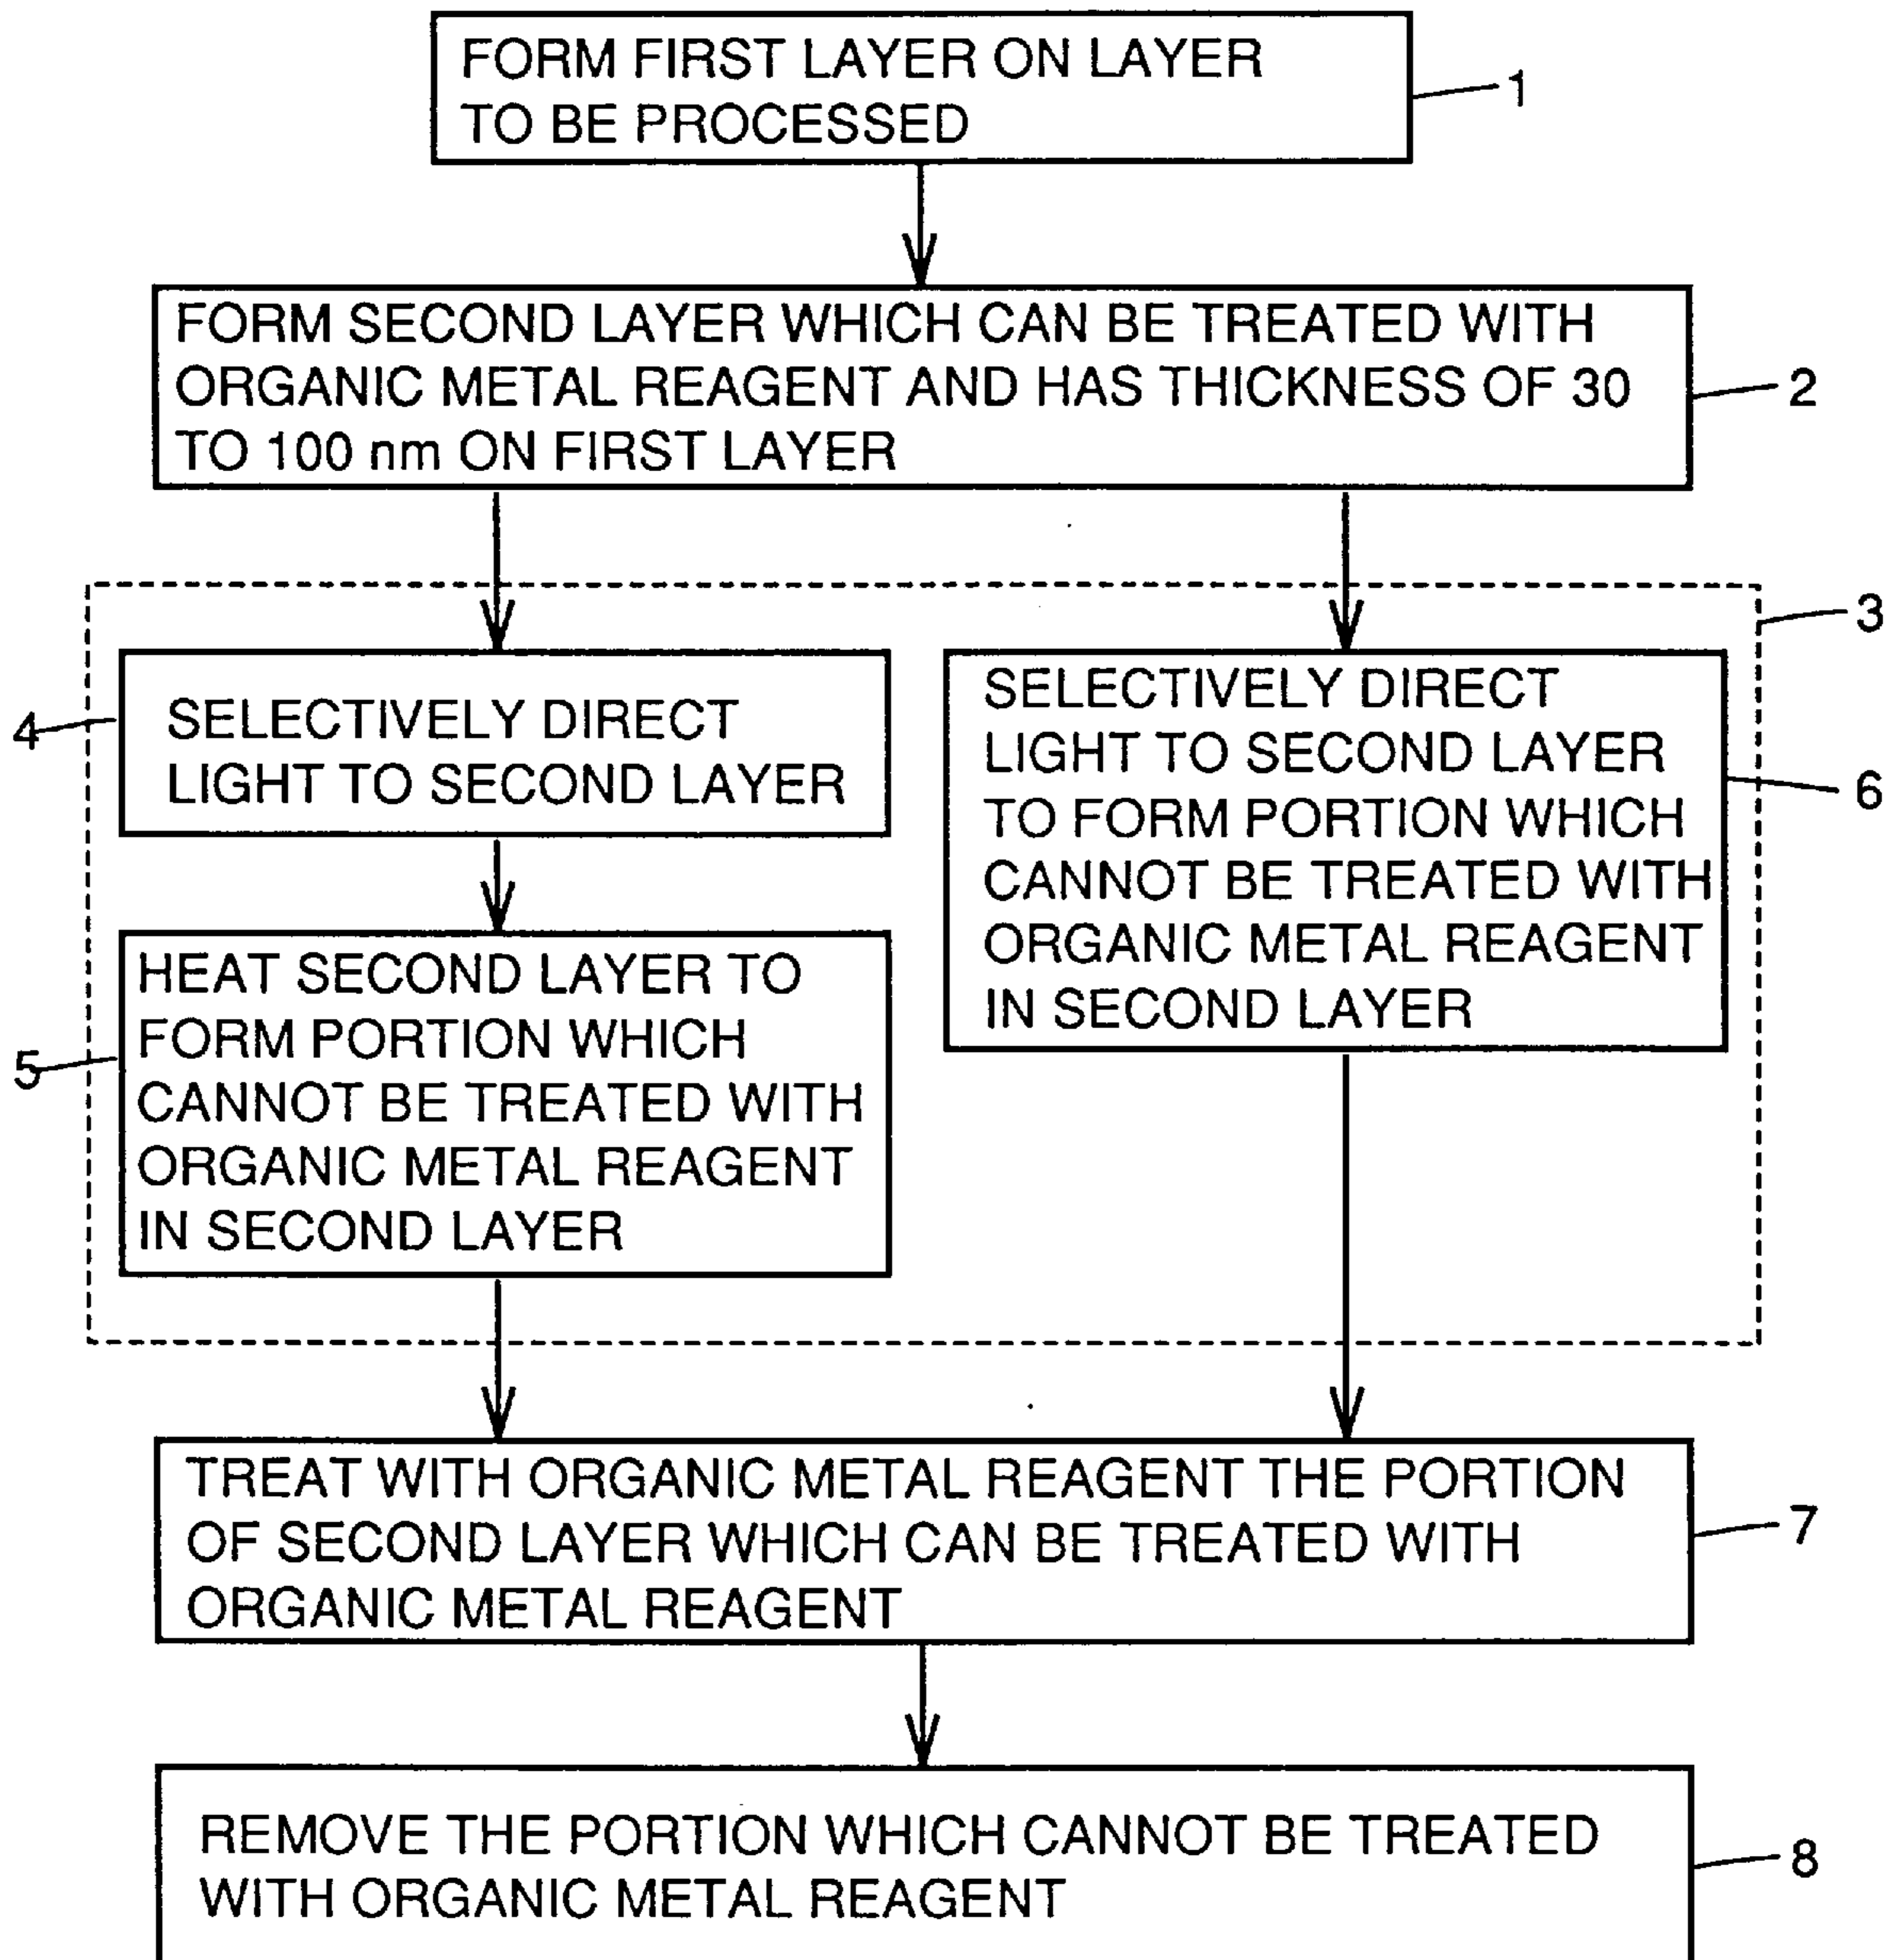 FORM FIRST LAYER ON LAYER
TO BE PROCESSED
1
FORM SECOND LAYER WHICH CAN BE TREATED WITH
ORGANIC METAL REAGENT AND HAS THICKNESS OF 30
TO 100 nm ON FIRST LAYER
2
3
4
SELECTIVELY DIRECT
LIGHT TO SECOND LAYER
5
HEAT SECOND LAYER TO
FORM PORTION WHICH
CANNOT BE TREATED WITH
ORGANIC METAL REAGENT
IN SECOND LAYER
SELECTIVELY DIRECT
LIGHT TO SECOND LAYER
TO FORM PORTION WHICH
CANNOT BE TREATED WITH
ORGANIC METAL REAGENT
IN SECOND LAYER
6
TREAT WITH ORGANIC METAL REAGENT THE PORTION
OF SECOND LAYER WHICH CAN BE TREATED WITH
ORGANIC METAL REAGENT
7
REMOVE THE PORTION WHICH CANNOT BE TREATED
WITH ORGANIC METAL REAGENT
8